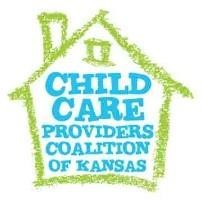 CHILD
CARE
PROVIDERS
COALITION
OF KANSAS